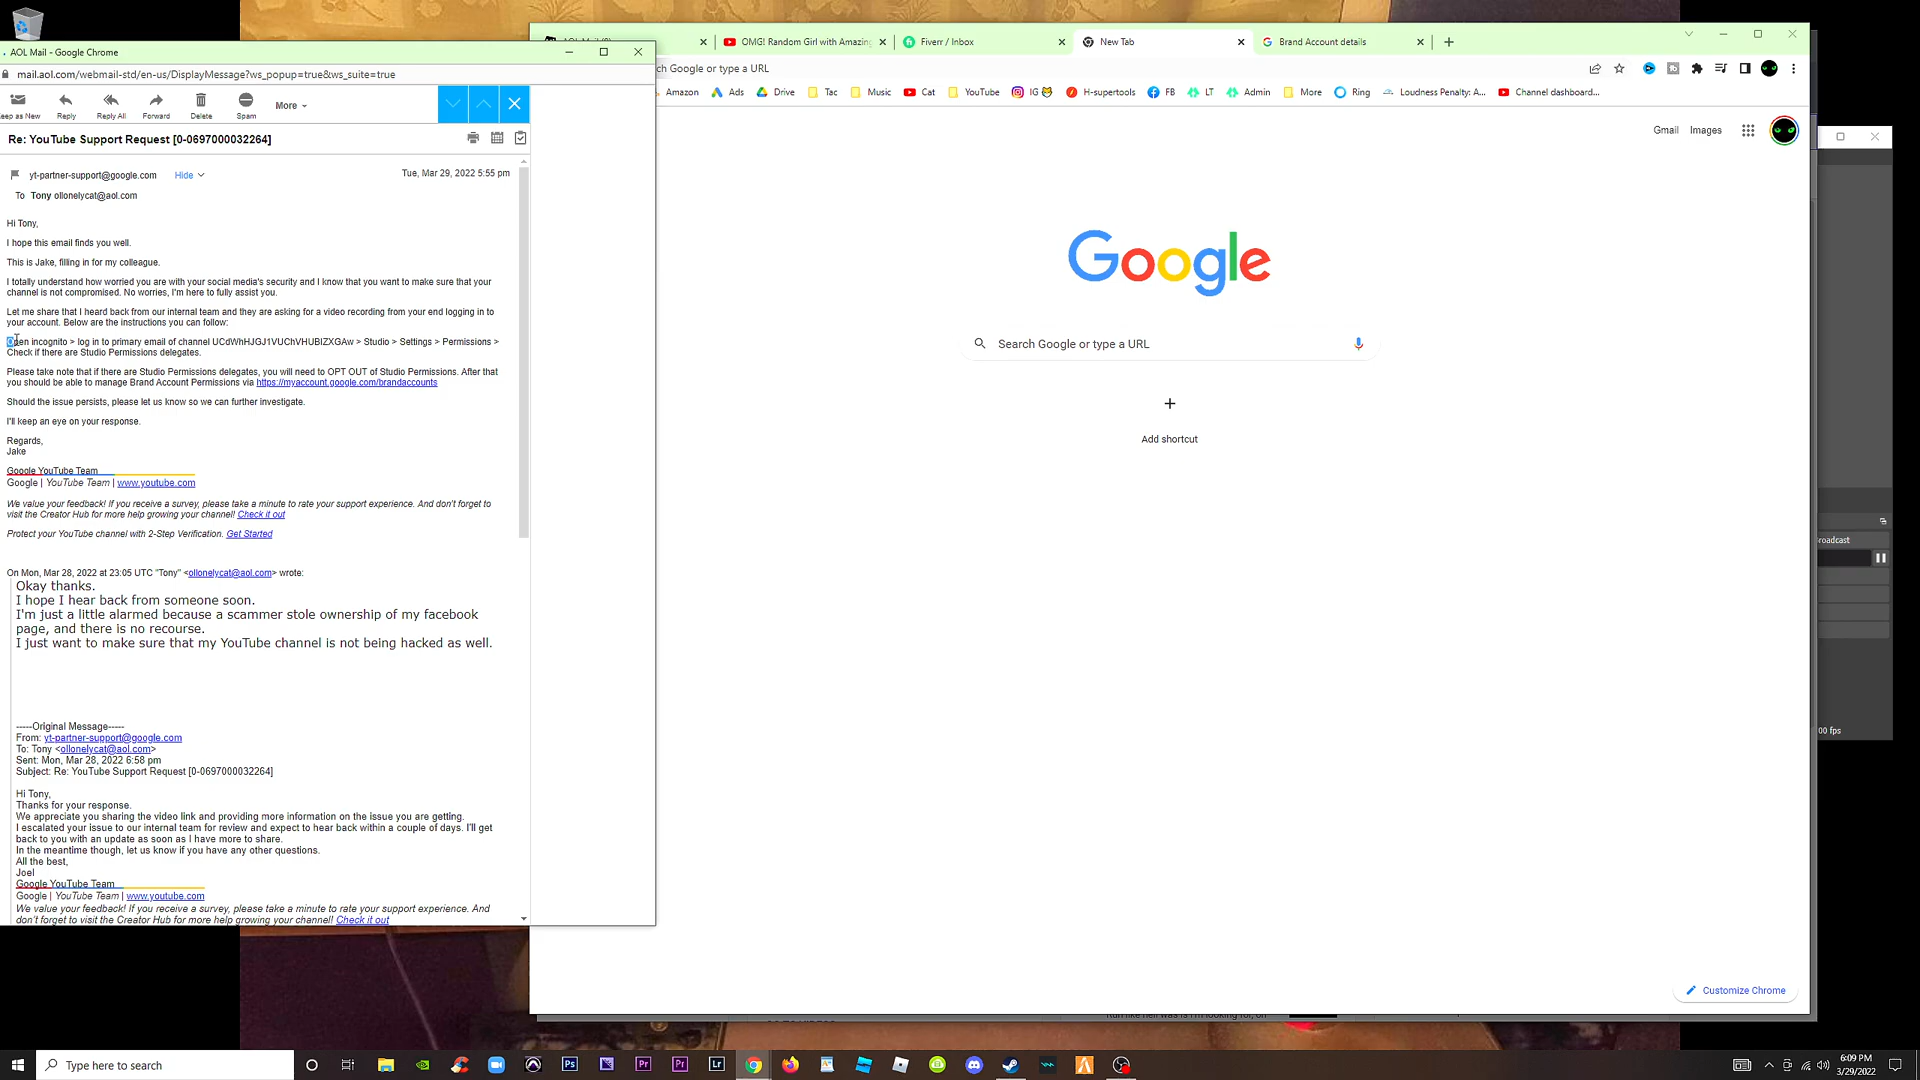 AOL Mail - Google Chrome
mail.aol.com/webmail-std/en-us/DisplayMessage?ws_popup=true&ws_suite=true
eep as New
Reply
Reply All
Forward
Delete
Spam
More
Re: YouTube Support Request [0-0697000032264]
yt-partner-support@google.com
Hide
Tue, Mar 29, 2022 5:55 pm
To Tony ollonelycat@aol.com
Hi Tony,
I hope this email finds you well.
This is Jake, filling in for my colleague.
I totally understand how worried you are with your social media's security and I know that you want to make sure that your
channel is not compromised. No worries, I'm here to fully assist you.
Let me share that I heard back from our internal team and they are asking for a video recording from your end logging in to
your account. Below are the instructions you can follow:
Open incognito > log in to primary email of channel UCdWhHJGJ1VUChVHUBIZXGAw > Studio > Settings > Permissions >
Check if there are Studio Permissions delegates.
Please take note that if there are Studio Permissions delegates, you will need to OPT OUT of Studio Permissions. After that
you should be able to manage Brand Account Permissions via https://myaccount.google.com/brandaccounts
Should the issue persists, please let us know so we can further investigate.
I'll keep an eye on your response.
Regards,
Jake
Google YouTube Team
Google | YouTube Team | www.youtube.com
We value your feedback! If you receive a survey, please take a minute to rate your support experience. And don't forget to
visit the Creator Hub for more help growing your channel! Check it out
Protect your YouTube channel with 2-Step Verification. Get Started
On Mon, Mar 28, 2022 at 23:05 UTC "Tony" <ollonelycat@aol.com> wrote:
Okay thanks.
I hope I hear back from someone soon.
I'm just a little alarmed because a scammer stole ownership of my facebook
page, and there is no recourse.
I just want to make sure that my YouTube channel is not being hacked as well.
-----Original Message-----
From: yt-partner-support@google.com
To: Tony <ollonelycat@aol.com>
Sent: Mon, Mar 28, 2022 6:58 pm
Subject: Re: YouTube Support Request [0-0697000032264]
Hi Tony,
Thanks for your response.
We appreciate you sharing the video link and providing more information on the issue you are getting.
I escalated your issue to our internal team for review and expect to hear back within a couple of days. I'll get
back to you with an update as soon as I have more to share.
In the meantime though, let us know if you have any other questions.
All the best,
Joel
Google YouTube Team
Google | YouTube Team | www.youtube.com
We value your feedback! If you receive a survey, please take a minute to rate your support experience. And
don't forget to visit the Creator Hub for more help growing your channel! Check it out
OMG! Random Girl with Amazing
Fiverr / Inbox
New Tab
Brand Account details
ch Google or type a URL
Amazon
Ads
Drive
Tac
Music
Cat
YouTube
IG
H-supertools
FB
LT
Admin
More
Ring
Loudness Penalty: A...
Channel dashboard...
Gmail
Images
Google
Search Google or type a URL
Add shortcut
Customize Chrome
roadcast
00 fps
Type here to search
6:09 PM
3/29/2022